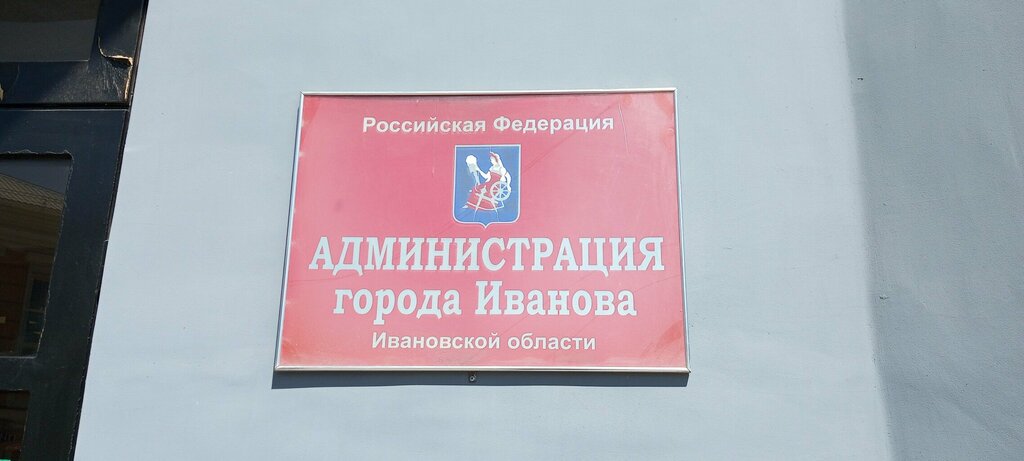 Российская Федерация
АДМИНИСТРАЦИЯ
города Иванова
Ивановской области